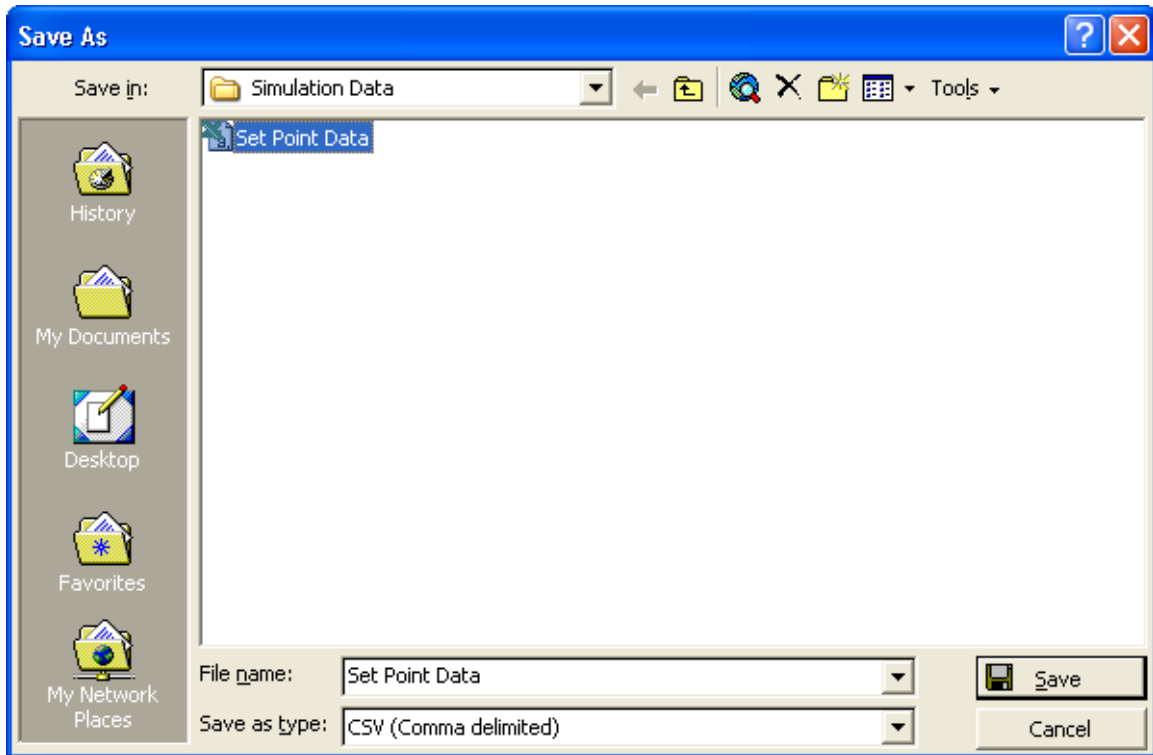 Save As
Save in: Simulation Data Tools
Set Point Data
History
My Documents
Desktop
Favorites
My Network
Places
File name: Set Point Data Save
Save as type: CSV (Comma delimited) Cancel